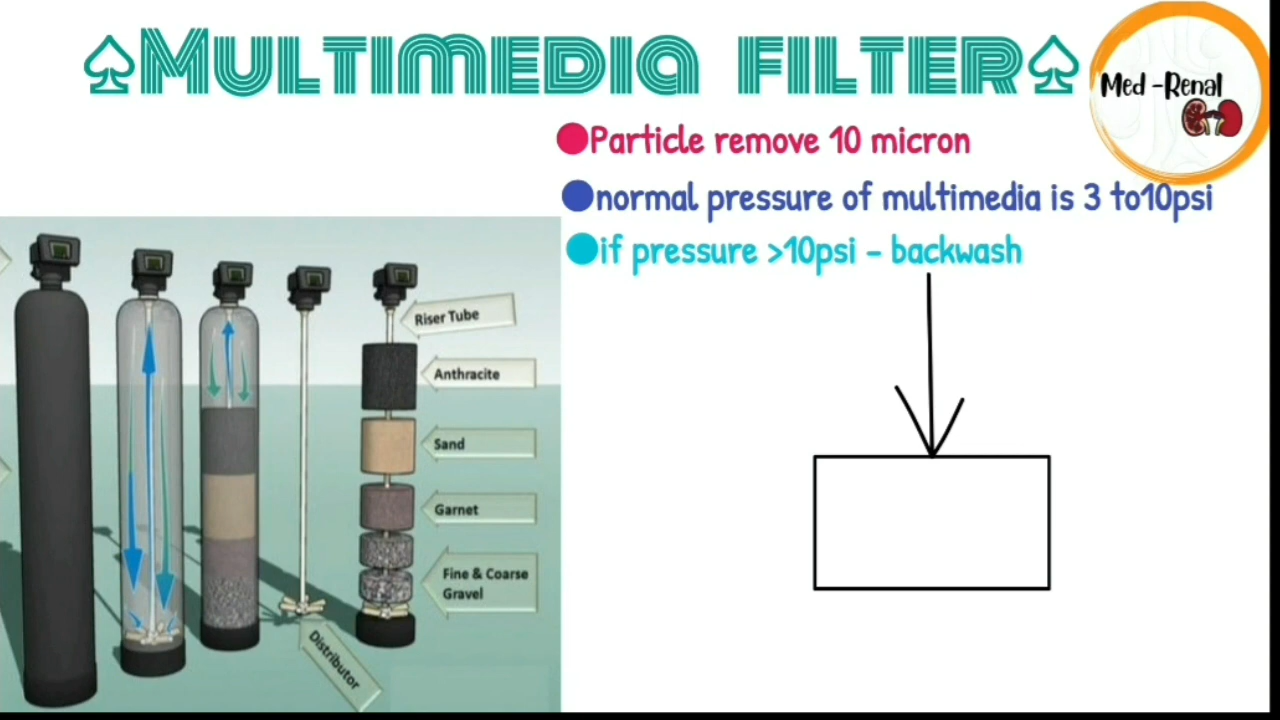 ♠MULTIMEDIA FILTER♠
Med-Renal
●Particle remove 10 micron
●normal pressure of multimedia is 3 to10psi
●if pressure >10psi - backwash
Riser Tube
Anthracite
Sand
Garnet
Fine & Coarse
Gravel
Distributor